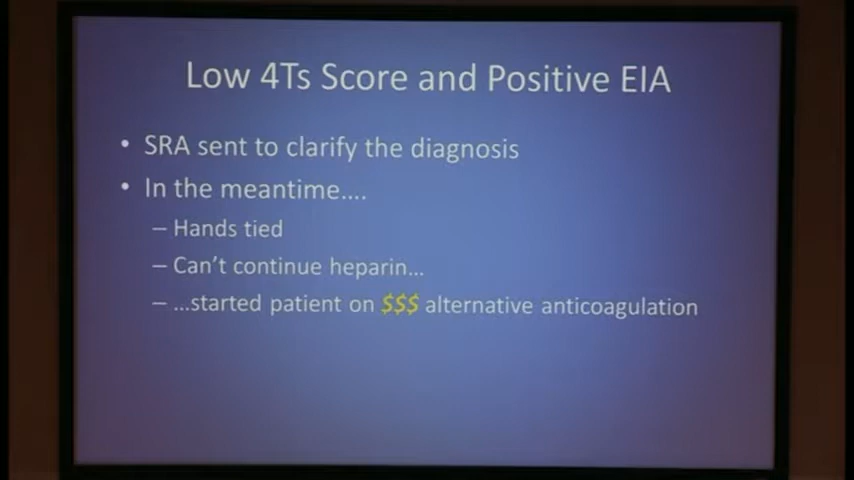 Low 4Ts Score and Positive EIA
• SRA sent to clarify the diagnosis
• In the meantime....
– Hands tied
– Can't continue heparin...
– ...started patient on $$$ alternative anticoagulation